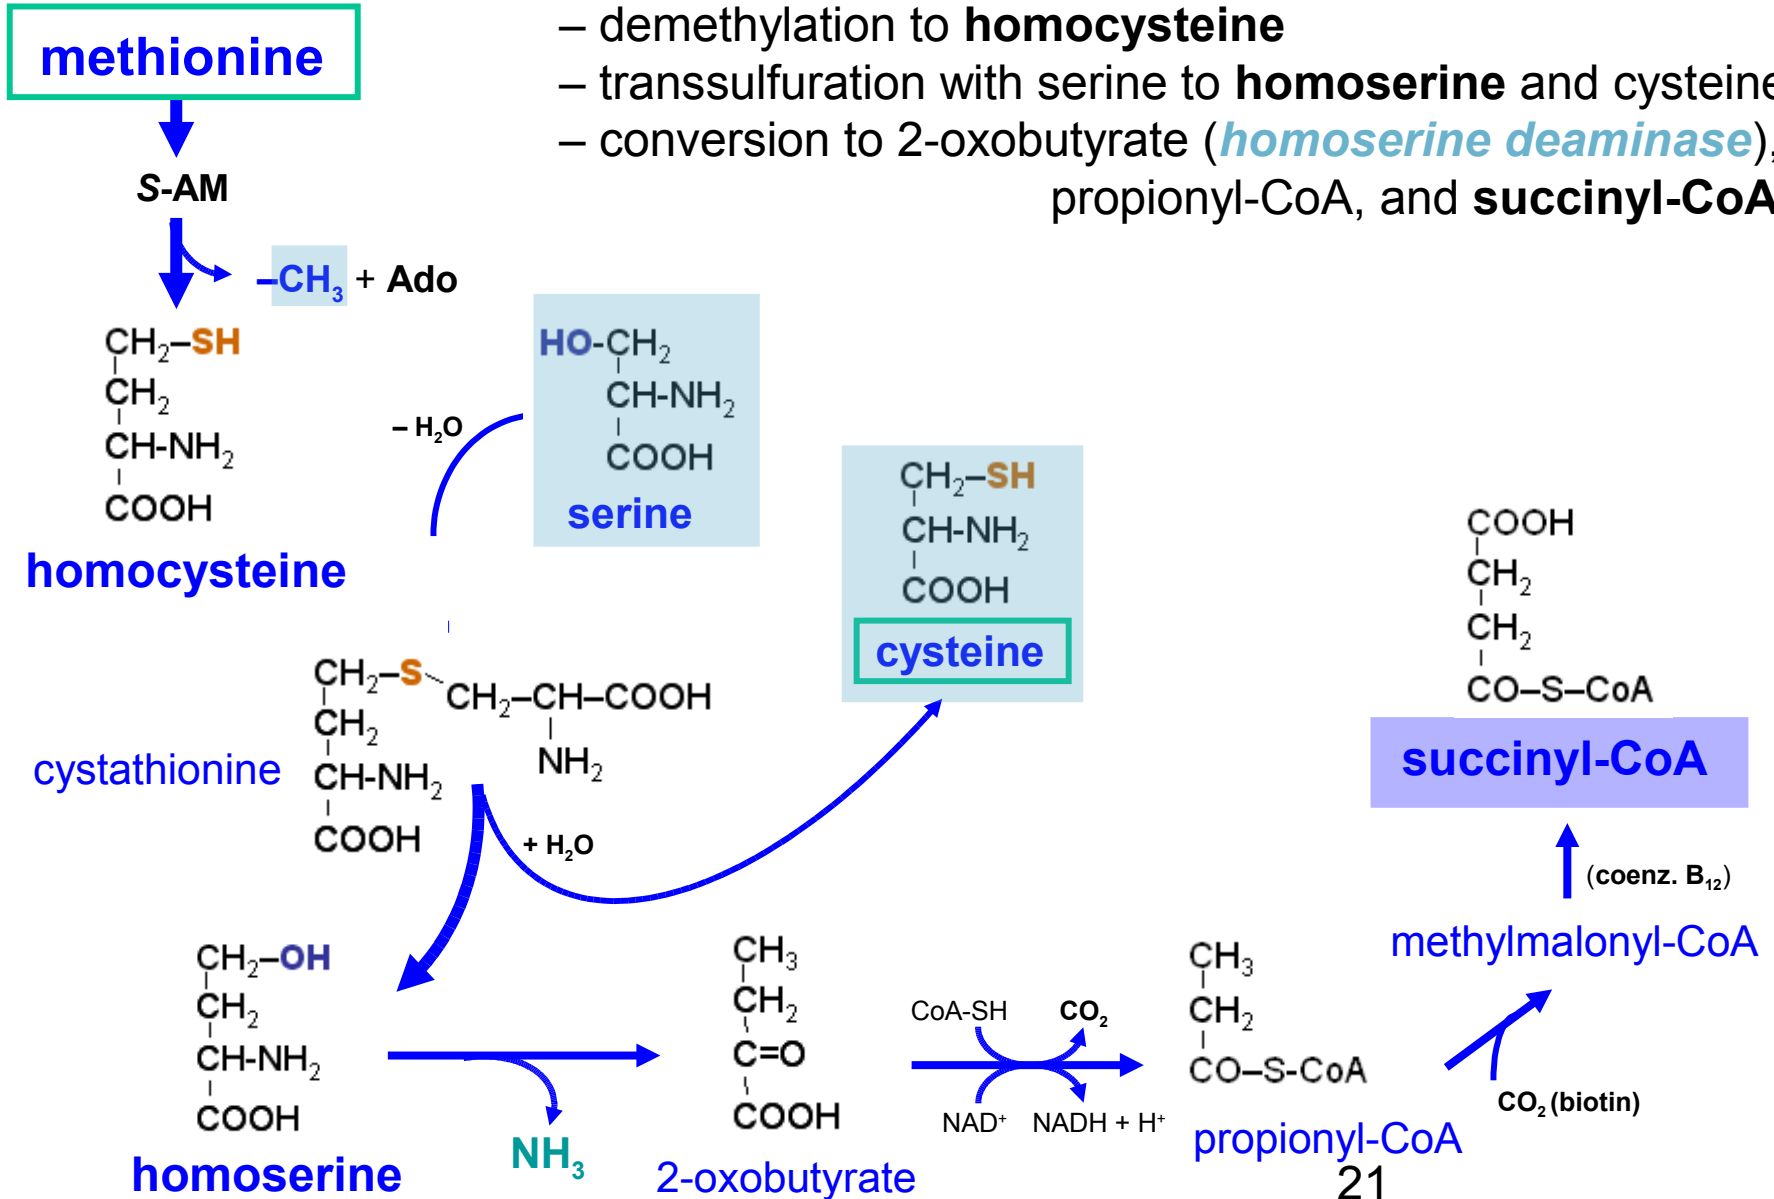 methionine
– demethylation to homocysteine
– transsulfuration with serine to homoserine and cysteine
– conversion to 2-oxobutyrate (homoserine deaminase),
propionyl-CoA, and succinyl-CoA
S-AM
–CH₃ + Ado
CH₂–SH
CH₂
CH-NH₂
COOH
homocysteine
– H₂O
HO-CH₂
CH-NH₂
COOH
serine
CH₂–SH
CH-NH₂
COOH
cysteine
CH₂–S
CH₂–CH–COOH
CH₂
NH₂
CH-NH₂
COOH
cystathionine
+ H₂O
COOH
CH₂
CH₂
CO–S–CoA
succinyl-CoA
(coenz. B₁₂)
methylmalonyl-CoA
CH₂–OH
CH₂
CH-NH₂
COOH
homoserine
NH₃
CH₃
CH₂
C=O
COOH
2-oxobutyrate
CoA-SH
CO₂
NAD⁺
NADH + H⁺
CH₃
CH₂
CO–S-CoA
propionyl-CoA
CO₂ (biotin)
21